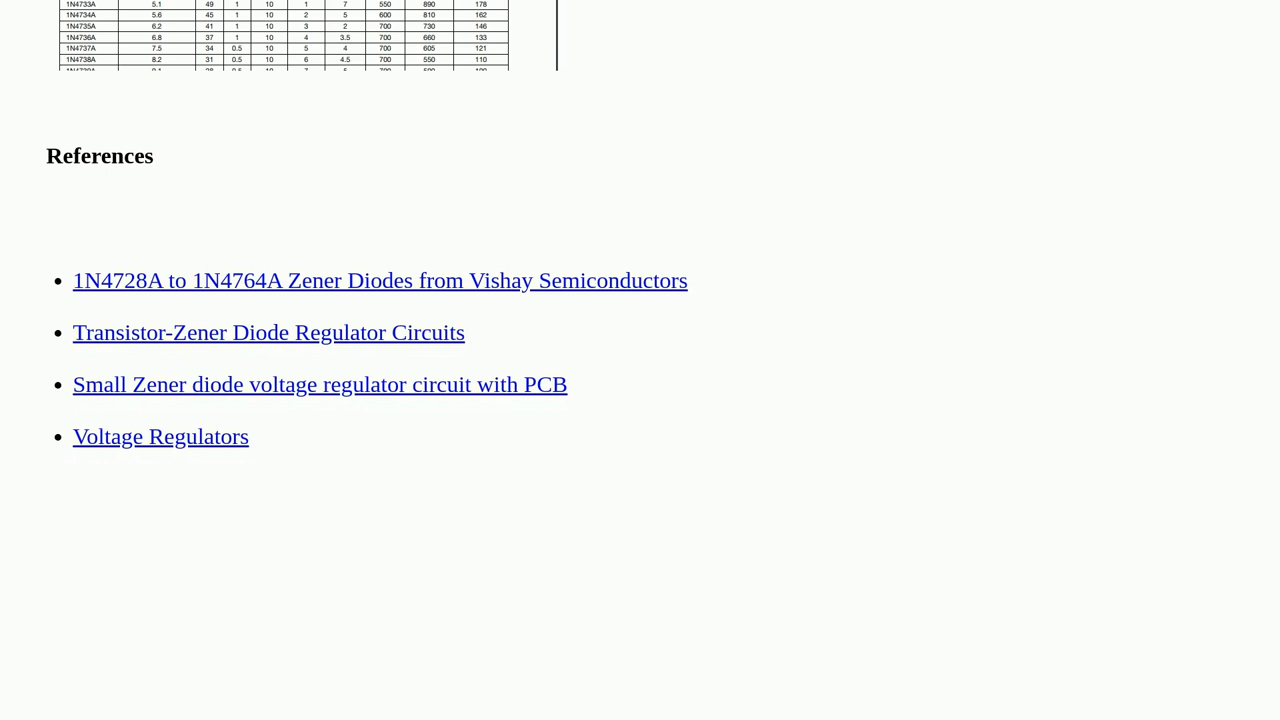 1N4733A 5.1 49 1 10 1 7 550 890 178
1N4734A 5.6 45 1 10 2 5 600 810 162
1N4735A 6.2 41 1 10 3 2 700 730 146
1N4736A 6.8 37 1 10 4 3.5 700 660 133
1N4737A 7.5 34 0.5 10 5 4 700 605 121
1N4738A 8.2 31 0.5 10 6 4.5 700 550 110
References
• 1N4728A to 1N4764A Zener Diodes from Vishay Semiconductors
• Transistor-Zener Diode Regulator Circuits
• Small Zener diode voltage regulator circuit with PCB
• Voltage Regulators